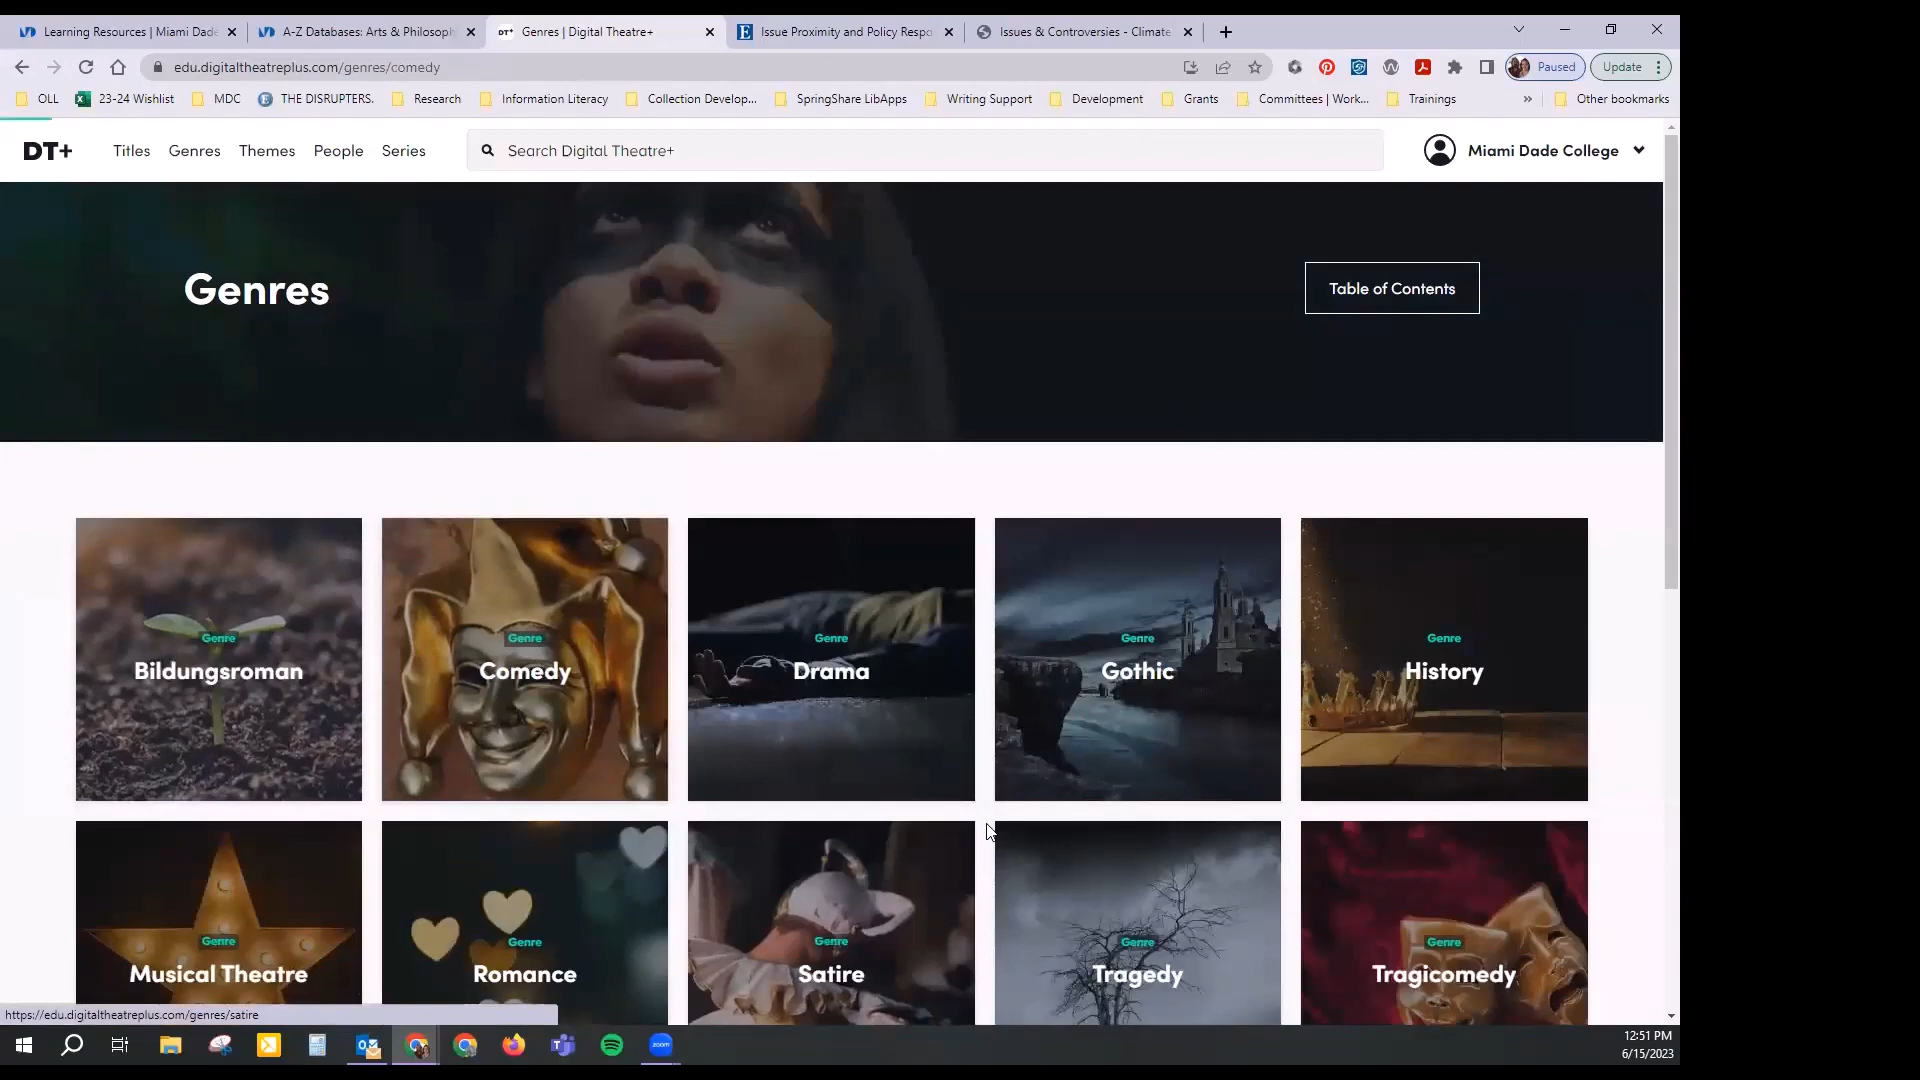 Learning Resources | Miami Dade
A-Z Databases: Arts & Philosoph
DT+ Genres | Digital Theatre+
E Issue Proximity and Policy Respo
Issues & Controversies - Climate
edu.digitaltheatreplus.com/genres/comedy
Paused
Update
OLL
23-24 Wishlist
MDC
THE DISRUPTERS.
Research
Information Literacy
Collection Develop...
SpringShare LibApps
Writing Support
Development
Grants
Committees | Work...
Trainings
»
Other bookmarks
DT+
Titles
Genres
Themes
People
Series
Search Digital Theatre+
Miami Dade College
Genres
Table of Contents
Genre
Bildungsroman
Genre
Comedy
Genre
Drama
Genre
Gothic
Genre
History
Genre
Musical Theatre
Genre
Romance
Genre
Satire
Genre
Tragedy
Genre
Tragicomedy
https://edu.digitaltheatreplus.com/genres/satire
zoom
12:51 PM
6/15/2023